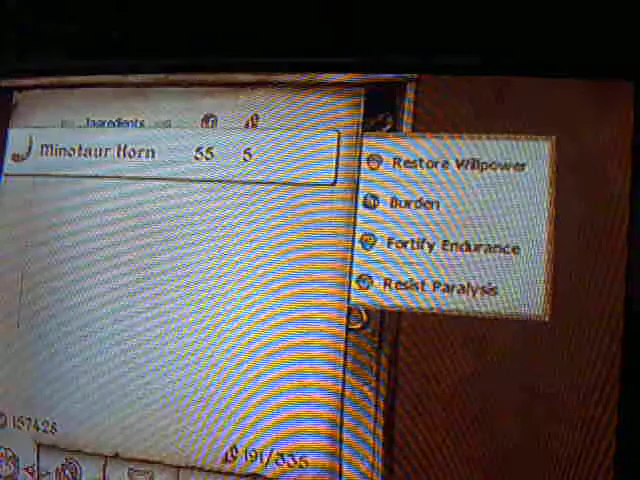 Ingredients
Minotaur Horn 55 5
Restore Willpower
Burden
Fortify Endurance
Resist Paralysis
157428
191/335